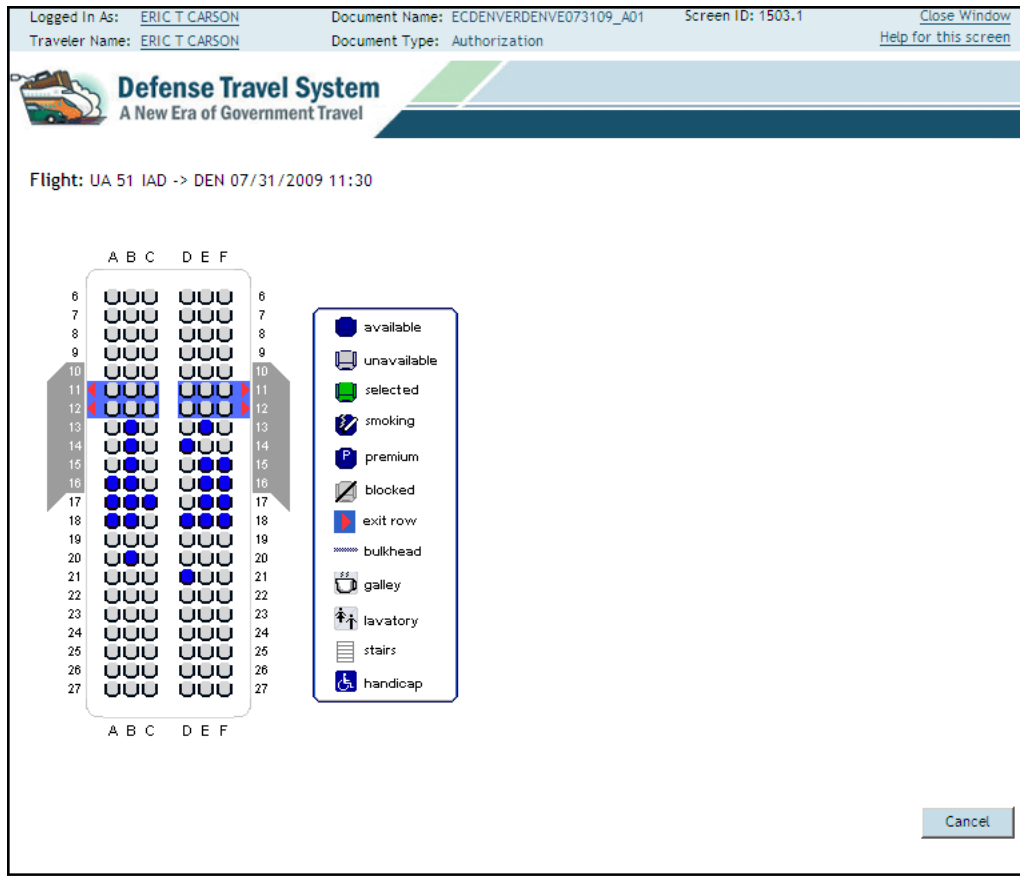 Logged In As: ERIC T CARSON Document Name: ECDENVERDENVE073109_A01 Screen ID: 1503.1 Close Window
Traveler Name: ERIC T CARSON Document Type: Authorization Help for this screen
Defense Travel System
A New Era of Government Travel
Flight: UA 51 IAD -> DEN 07/31/2009 11:30
A B C D E F
6 6
7 7
8 8
9 9
10 10
11 11
12 12
13 13
14 14
15 15
16 16
17 17
18 18
19 19
20 20
21 21
22 22
23 23
24 24
25 25
26 26
27 27
A B C D E F
available
unavailable
selected
smoking
P premium
blocked
exit row
bulkhead
galley
lavatory
stairs
handicap
Cancel